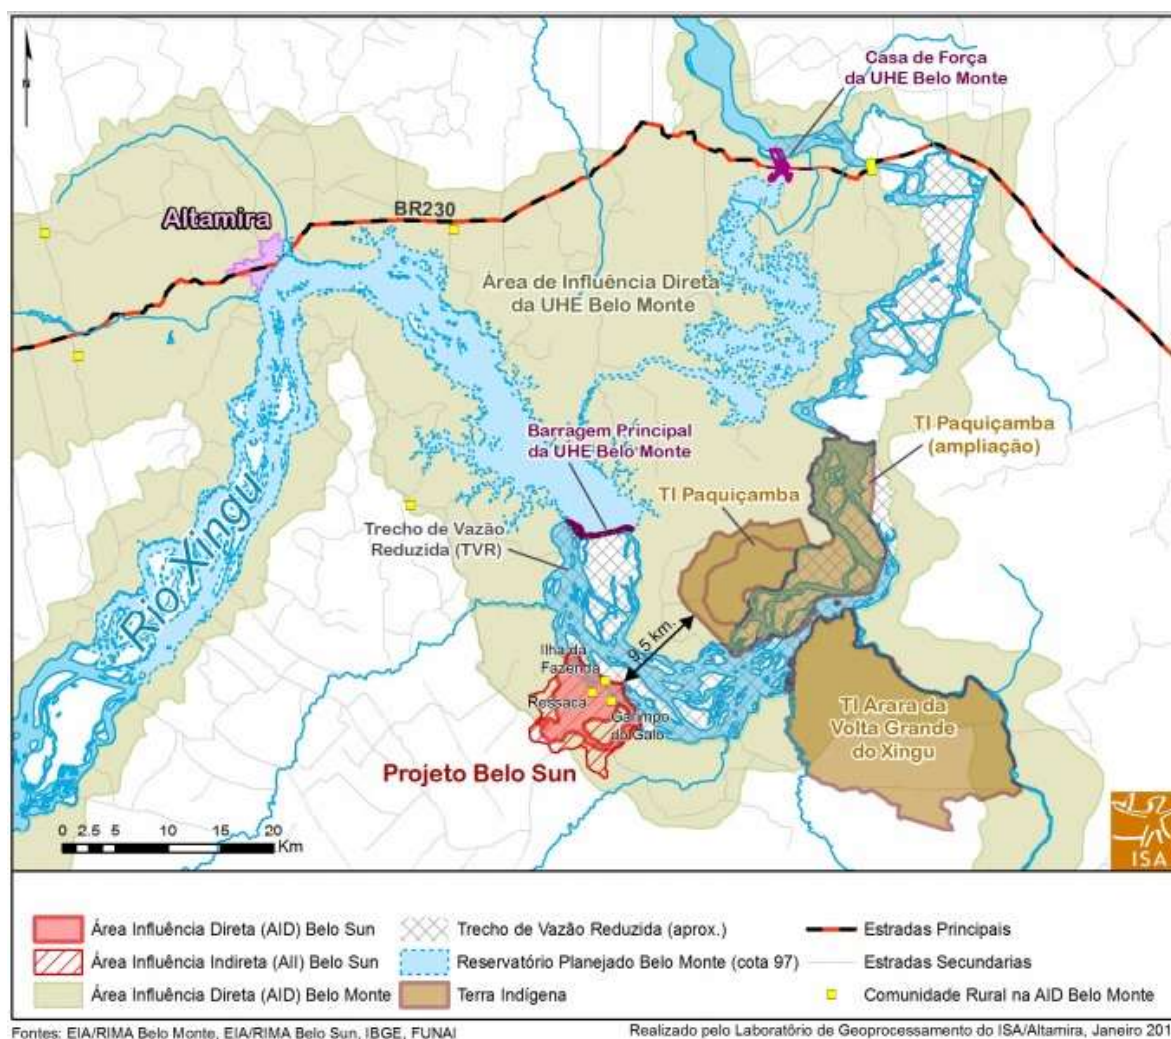 N
Casa de Força
da UHE Belo Monte
Altamira
BR230
Área de Influência Direta
da UHE Belo Monte
Barragem Principal
da UHE Belo Monte
TI Paquiçamba
(ampliação)
TI Paquiçamba
Rio Xingu
Trecho de Vazão
Reduzida (TVR)
9,5 km.
Ilha da
Fazenda
Ressaca
Garimpo
do Galo
TI Arara da
Volta Grande
do Xingu
Projeto Belo Sun
0 2.5 5 10 15 20
Km
ISA
Área Influência Direta (AID) Belo Sun
Área Influência Indireta (AII) Belo Sun
Área Influência Direta (AID) Belo Monte
Trecho de Vazão Reduzida (aprox.)
Reservatório Planejado Belo Monte (cota 97)
Terra Indígena
Estradas Principais
Estradas Secundarias
Comunidade Rural na AID Belo Monte
Fontes: EIA/RIMA Belo Monte, EIA/RIMA Belo Sun, IBGE, FUNAI
Realizado pelo Laboratório de Geoprocessamento do ISA/Altamira, Janeiro 201